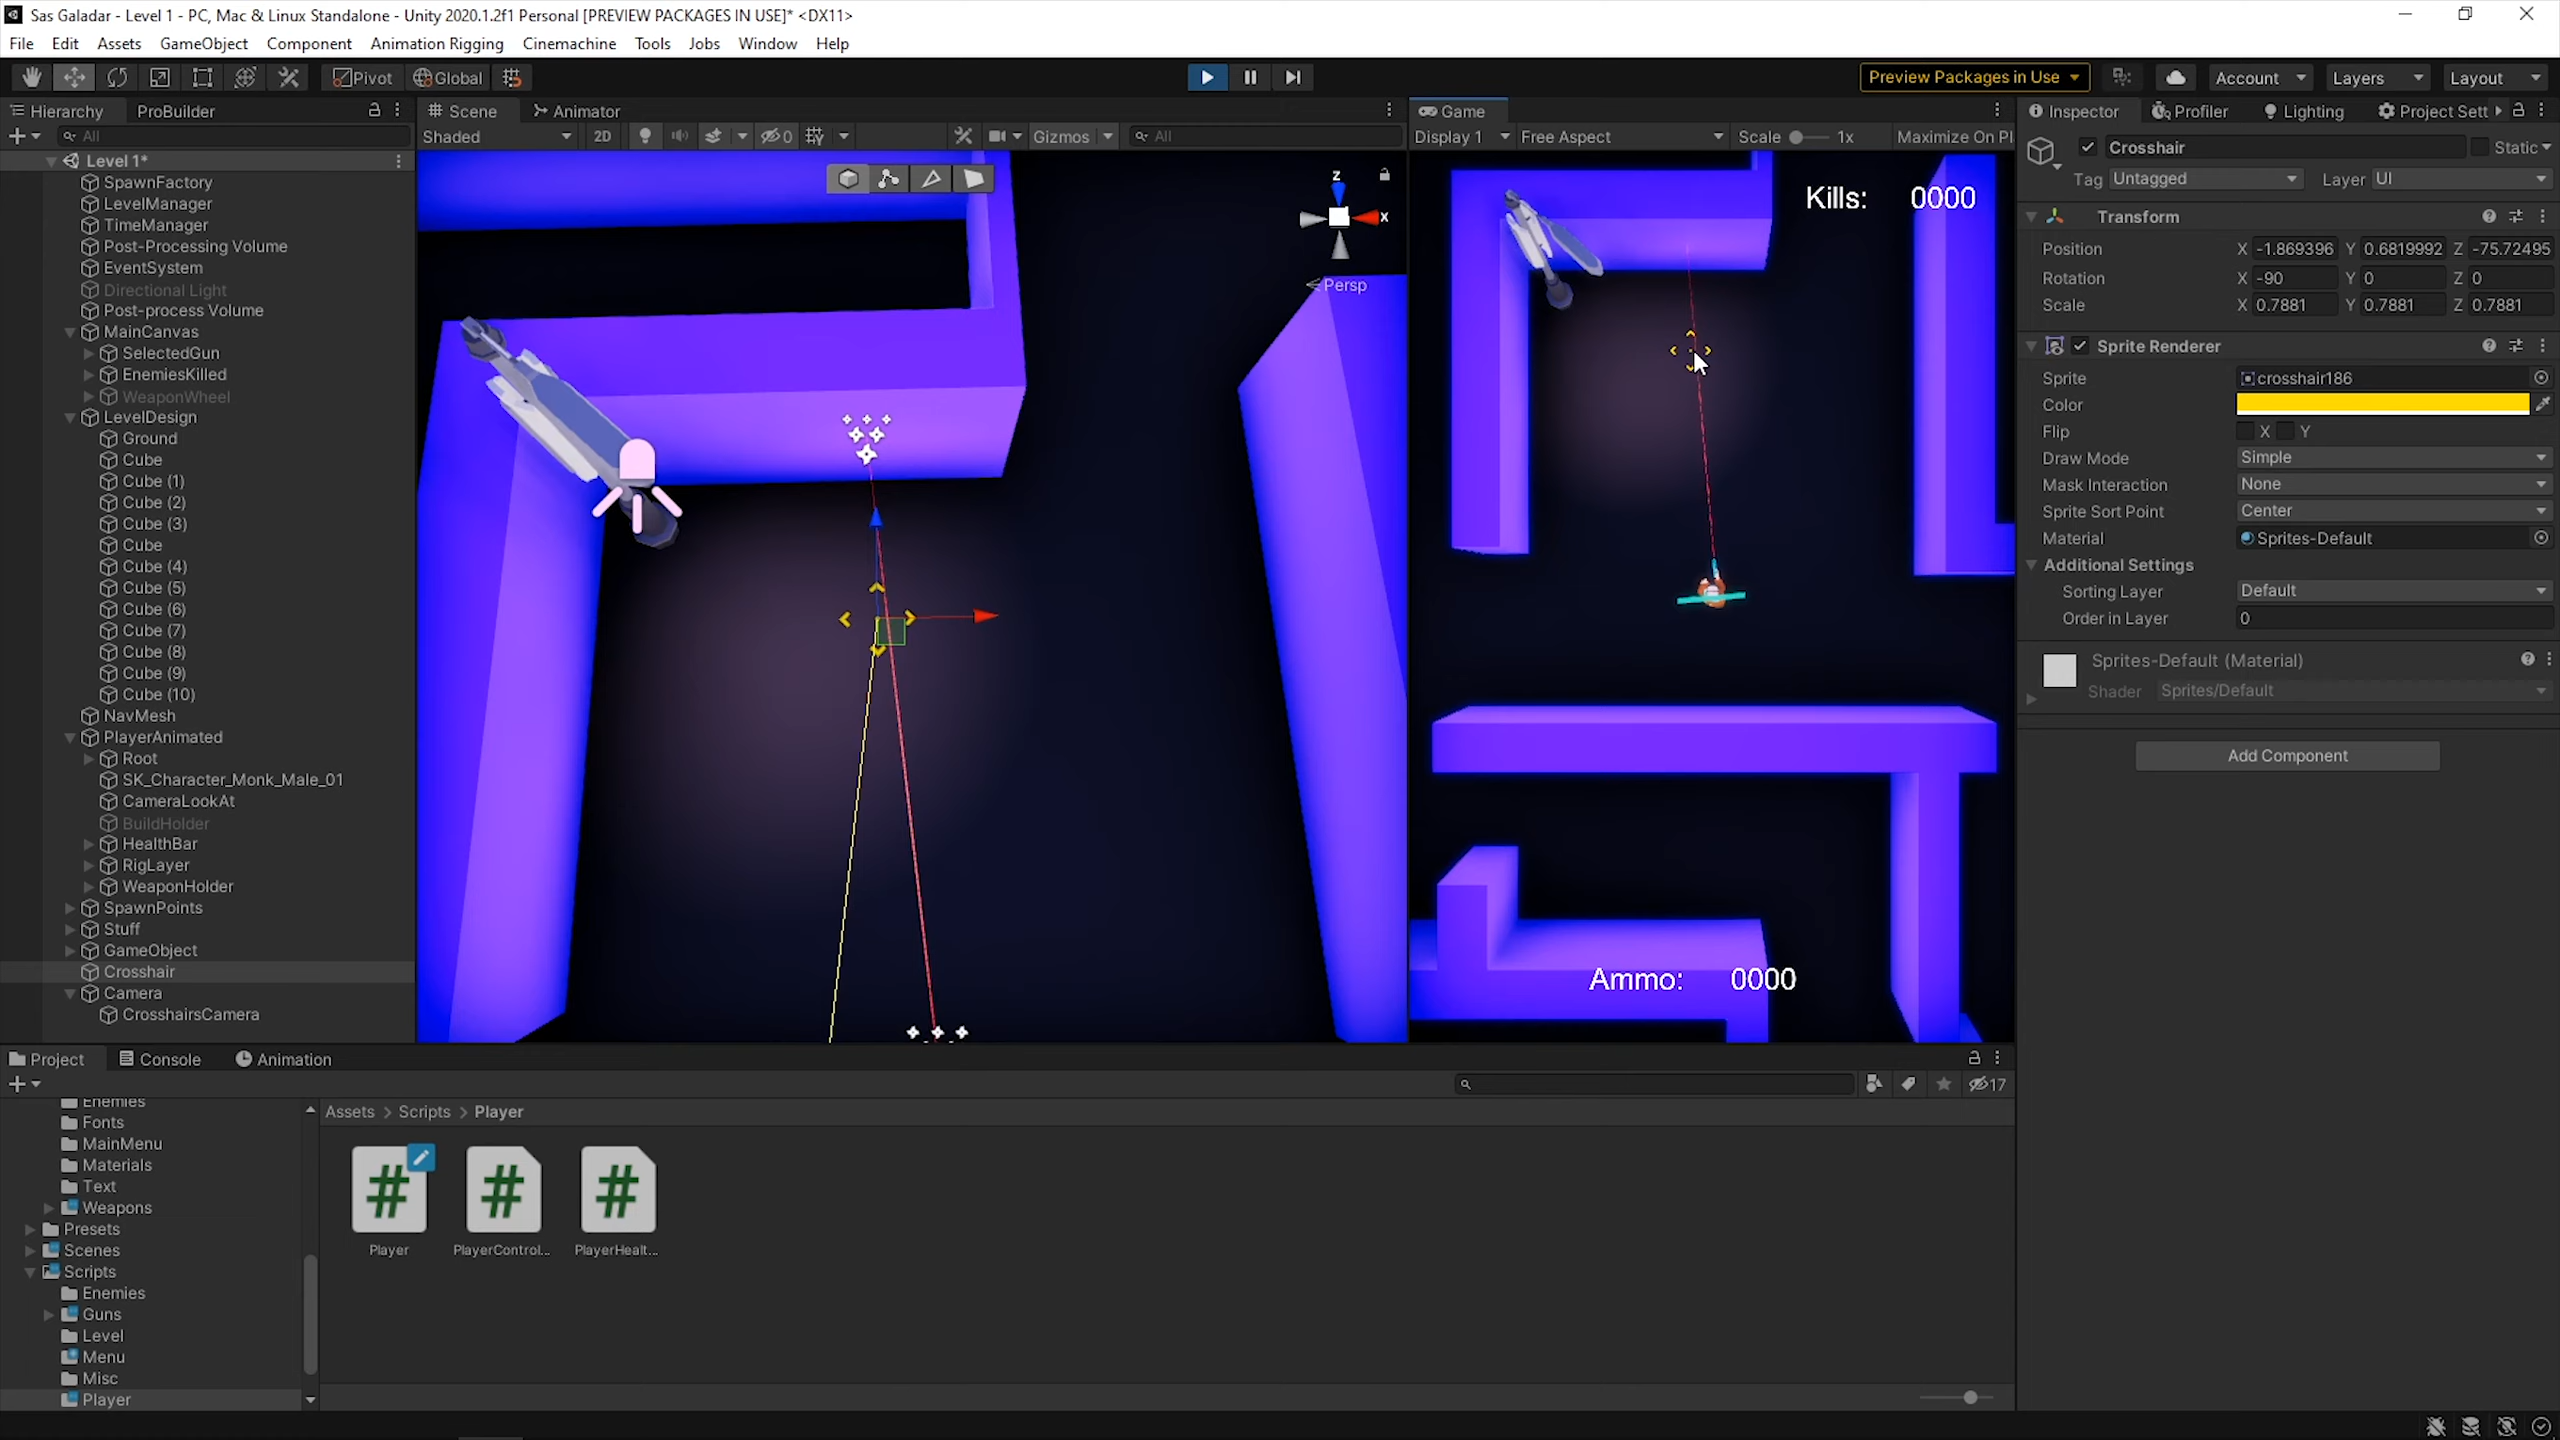 Sas Galadar - Level 1 - PC, Mac & Linux Standalone - Unity 2020.1.2f1 Personal [PREVIEW PACKAGES IN USE]* <DX11>
File Edit Assets GameObject Component Animation Rigging Cinemachine Tools Jobs Window Help
Pivot Global Preview Packages in Use Account Layers Layout
Hierarchy ProBuilder
All
Level 1*
SpawnFactory
LevelManager
TimeManager
Post-Processing Volume
EventSystem
Directional Light
Post-process Volume
MainCanvas
SelectedGun
EnemiesKilled
WeaponWheel
LevelDesign
Ground
Cube
Cube (1)
Cube (2)
Cube (3)
Cube
Cube (4)
Cube (5)
Cube (6)
Cube (7)
Cube (8)
Cube (9)
Cube (10)
NavMesh
PlayerAnimated
Root
SK_Character_Monk_Male_01
CameraLookAt
BuildHolder
HealthBar
RigLayer
WeaponHolder
SpawnPoints
Stuff
GameObject
Crosshair
Camera
CrosshairsCamera
Scene Animator
Shaded 2D 0 Gizmos All
z
x
Persp
Game
Display 1 Free Aspect Scale 1x Maximize On Pl
Kills: 0000
Ammo: 0000
Inspector Profiler Lighting Project Sett
Crosshair Static
Tag Untagged Layer UI
Transform
Position X -1.869396 Y 0.6819992 Z -75.72495
Rotation X -90 Y 0 Z 0
Scale X 0.7881 Y 0.7881 Z 0.7881
Sprite Renderer
Sprite crosshair186
Color
Flip X Y
Draw Mode Simple
Mask Interaction None
Sprite Sort Point Center
Material Sprites-Default
Additional Settings
Sorting Layer Default
Order in Layer 0
Sprites-Default (Material)
Shader Sprites/Default
Add Component
Project Console Animation
17
Enemies
Fonts
MainMenu
Materials
Text
Weapons
Presets
Scenes
Scripts
Enemies
Guns
Level
Menu
Misc
Player
Assets > Scripts > Player
Player PlayerControl... PlayerHealt...